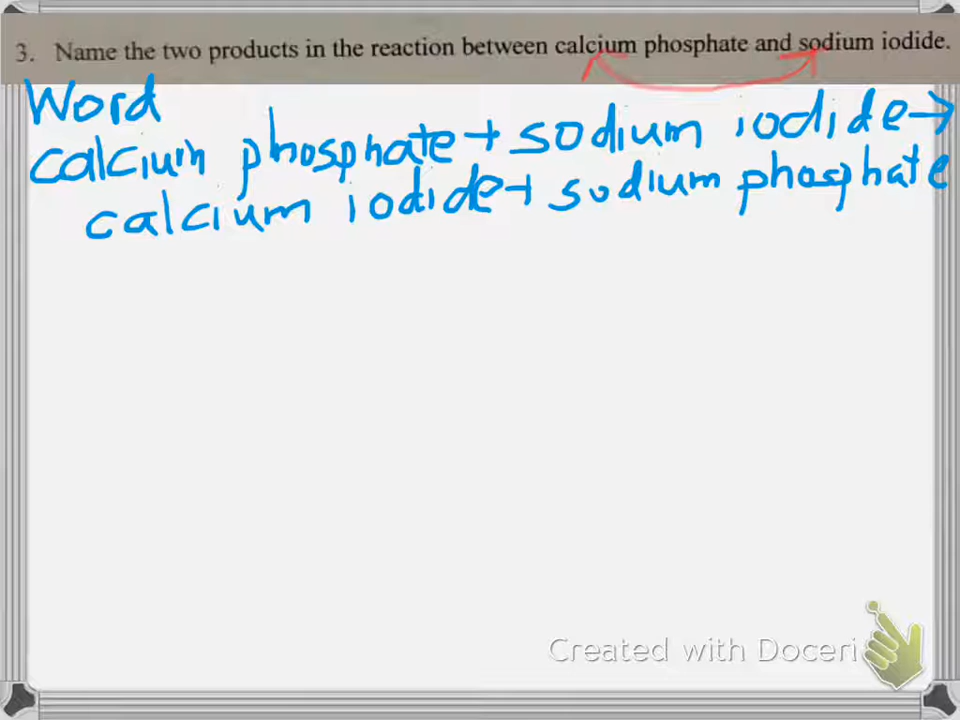 3. Name the two products in the reaction between calcium phosphate and sodium iodide.
Word
calcium phosphate + sodium iodide →
calcium iodide + sodium phosphate
Created with Doceri